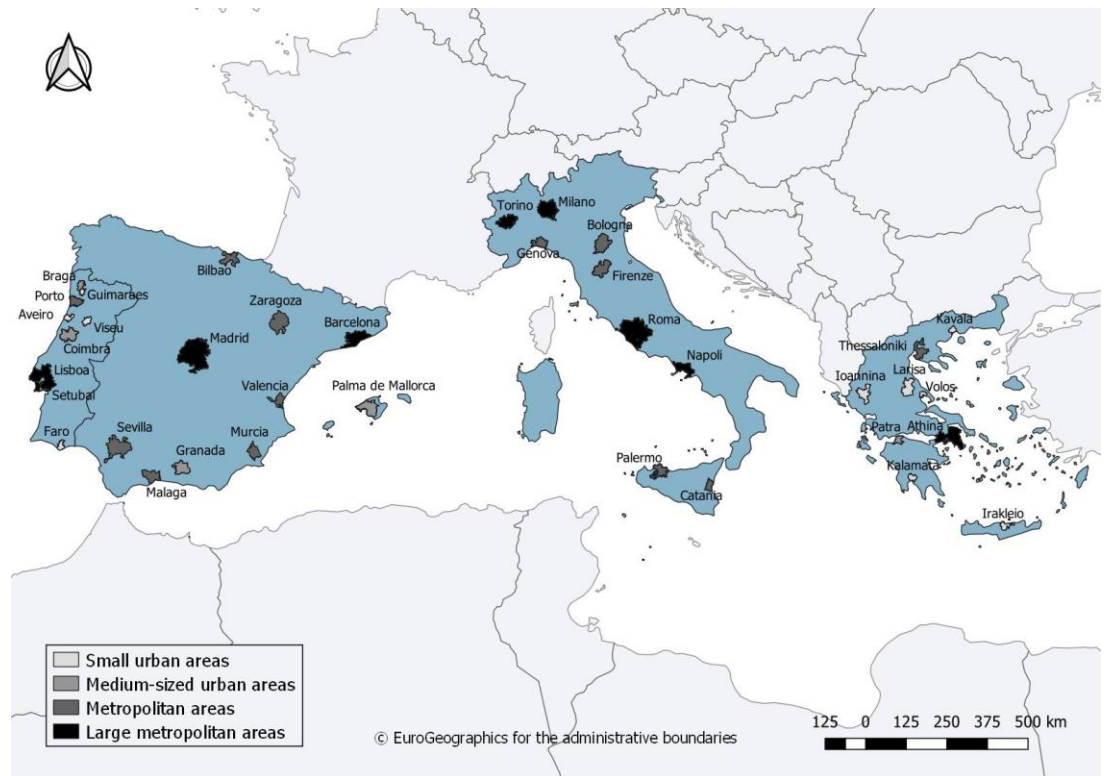 Torino
Milano
Bologna
Genova
Firenze
Bilbao
Braga
Guimaraes
Porto
Aveiro
Viseu
Coimbra
Zaragoza
Barcelona
Madrid
Roma
Napoli
Kavala
Thessaloniki
Lisboa
Setubal
Valencia
Palma de Mallorca
Ioannina
Larisa
Volos
Faro
Sevilla
Granada
Murcia
Malaga
Patra
Athina
Palermo
Catania
Kalamata
Irakleio
Small urban areas
Medium-sized urban areas
Metropolitan areas
Large metropolitan areas
© EuroGeographics for the administrative boundaries
125 0 125 250 375 500 km